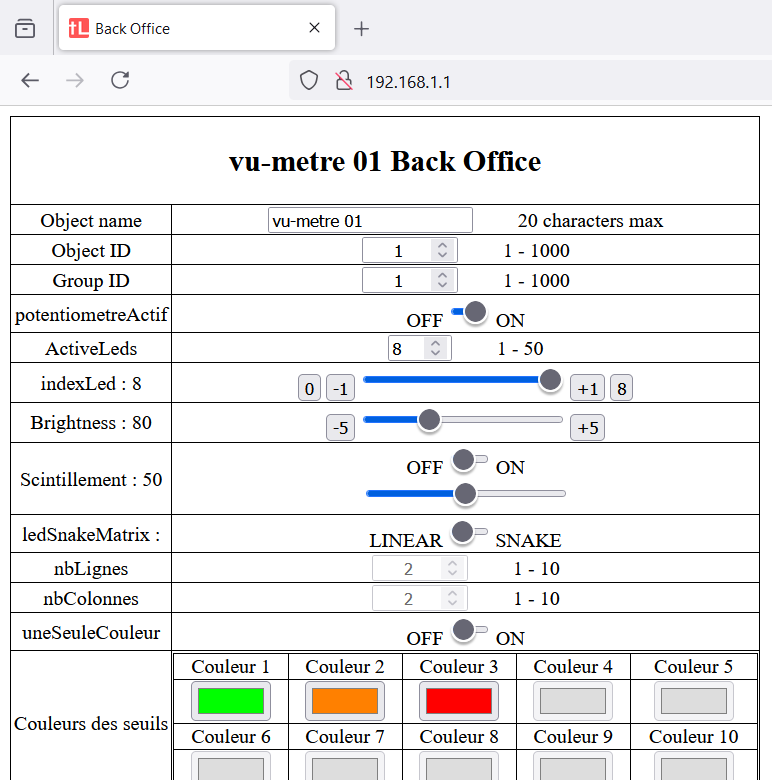 Back Office
192.168.1.1
vu-metre 01 Back Office
Object name vu-metre 01 20 characters max
Object ID 1 1 - 1000
Group ID 1 1 - 1000
potentiometreActif OFF ON
ActiveLeds 8 1 - 50
indexLed : 8 0 -1 +1 8
Brightness : 80 -5 +5
Scintillement : 50 OFF ON
ledSnakeMatrix : LINEAR SNAKE
nbLignes 2 1 - 10
nbColonnes 2 1 - 10
uneSeuleCouleur OFF ON
Couleurs des seuils
Couleur 1 Couleur 2 Couleur 3 Couleur 4 Couleur 5
Couleur 6 Couleur 7 Couleur 8 Couleur 9 Couleur 10